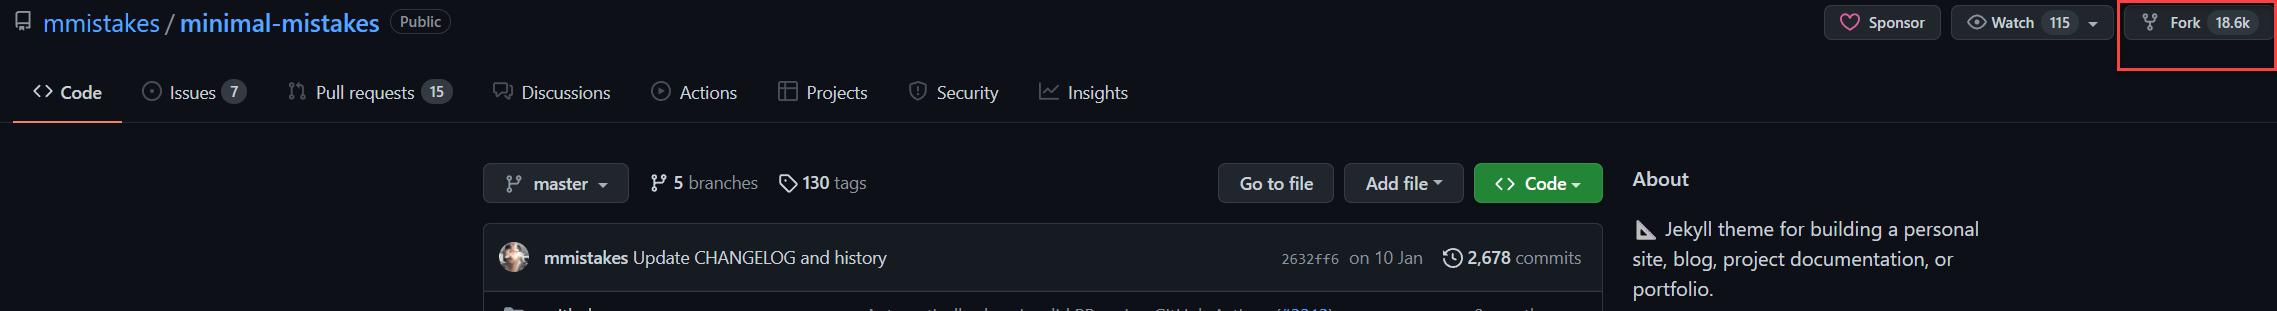 mmistakes / minimal-mistakes Public Sponsor Watch 115 Fork 18.6k
Code Issues 7 Pull requests 15 Discussions Actions Projects Security Insights
master 5 branches 130 tags Go to file Add file Code
About
mmistakes Update CHANGELOG and history 2632ff6 on 10 Jan 2,678 commits
Jekyll theme for building a personal
site, blog, project documentation, or
portfolio.